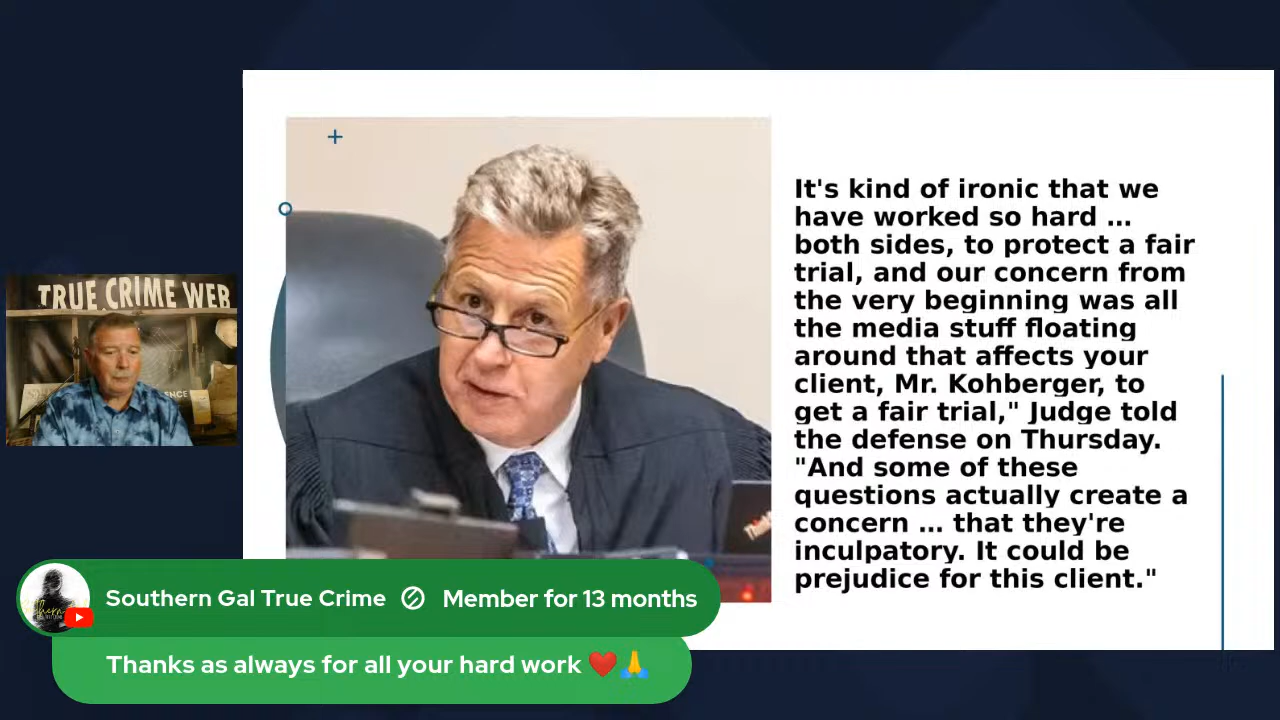 TRUE CRIME WEB
It's kind of ironic that we
have worked so hard …
both sides, to protect a fair
trial, and our concern from
the very beginning was all
the media stuff floating
around that affects your
client, Mr. Kohberger, to
get a fair trial," Judge told
the defense on Thursday.
"And some of these
questions actually create a
concern … that they're
inculpatory. It could be
prejudice for this client."
Southern Gal True Crime Member for 13 months
Thanks as always for all your hard work ❤️🙏